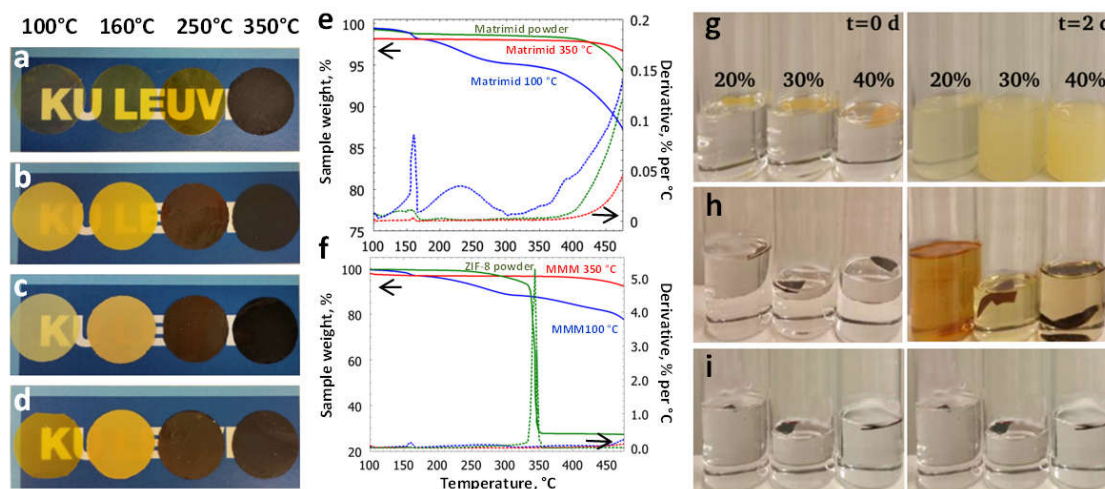 100°C 160°C 250°C 350°C
a
KU LEUV
b
KU LE
c
KU
d
KU
e
100
95
90
85
80
75
Sample weight, %
Matrimid powder
Matrimid 350 °C
Matrimid 100 °C
0.2
0.15
0.1
0.05
0
Derivative, % per °C
100 150 200 250 300 350 400 450
f
100
80
60
40
20
Sample weight, %
ZIF-8 powder
MMM 350 °C
MMM100 °C
5.0
4.0
3.0
2.0
1.0
0.0
Derivative, % per °C
100 150 200 250 300 350 400 450
Temperature, °C
g
t=0 d
20% 30% 40%
t=2 d
20% 30% 40%
h
i